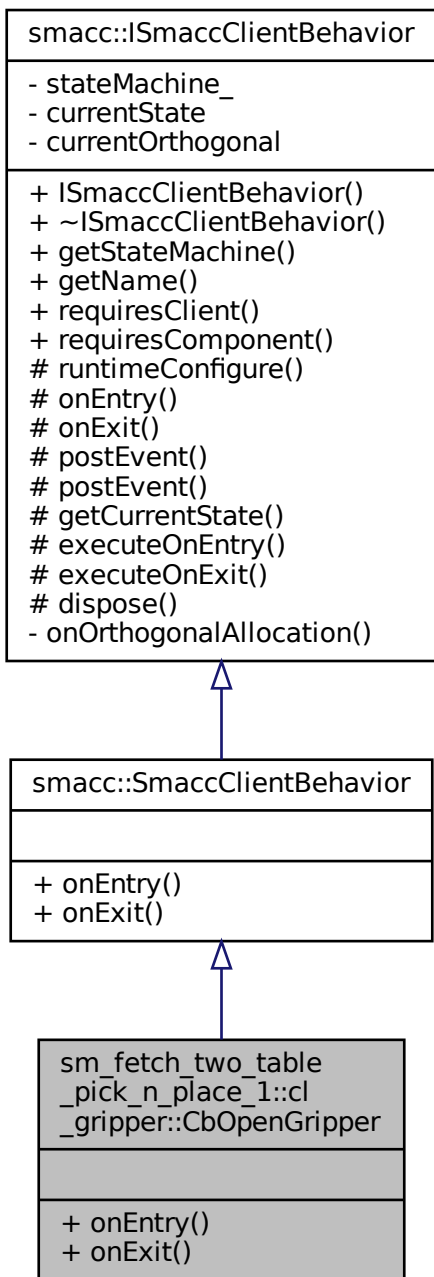 smacc::ISmaccClientBehavior
- stateMachine_
- currentState
- currentOrthogonal
+ ISmaccClientBehavior()
+ ~ISmaccClientBehavior()
+ getStateMachine()
+ getName()
+ requiresClient()
+ requiresComponent()
# runtimeConfigure()
# onEntry()
# onExit()
# postEvent()
# postEvent()
# getCurrentState()
# executeOnEntry()
# executeOnExit()
# dispose()
- onOrthogonalAllocation()
smacc::SmaccClientBehavior
+ onEntry()
+ onExit()
sm_fetch_two_table
_pick_n_place_1::cl
_gripper::CbOpenGripper
+ onEntry()
+ onExit()